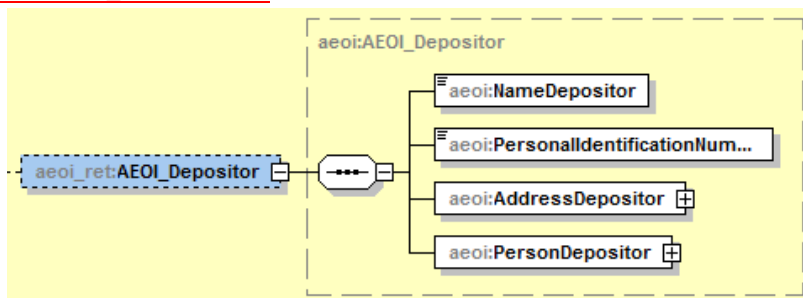 aeoi:AEOI_Depositor
aeoi:NameDepositor
aeoi:PersonalIdentificationNum...
aeoi_ret:AEOI_Depositor
aeoi:AddressDepositor
aeoi:PersonDepositor